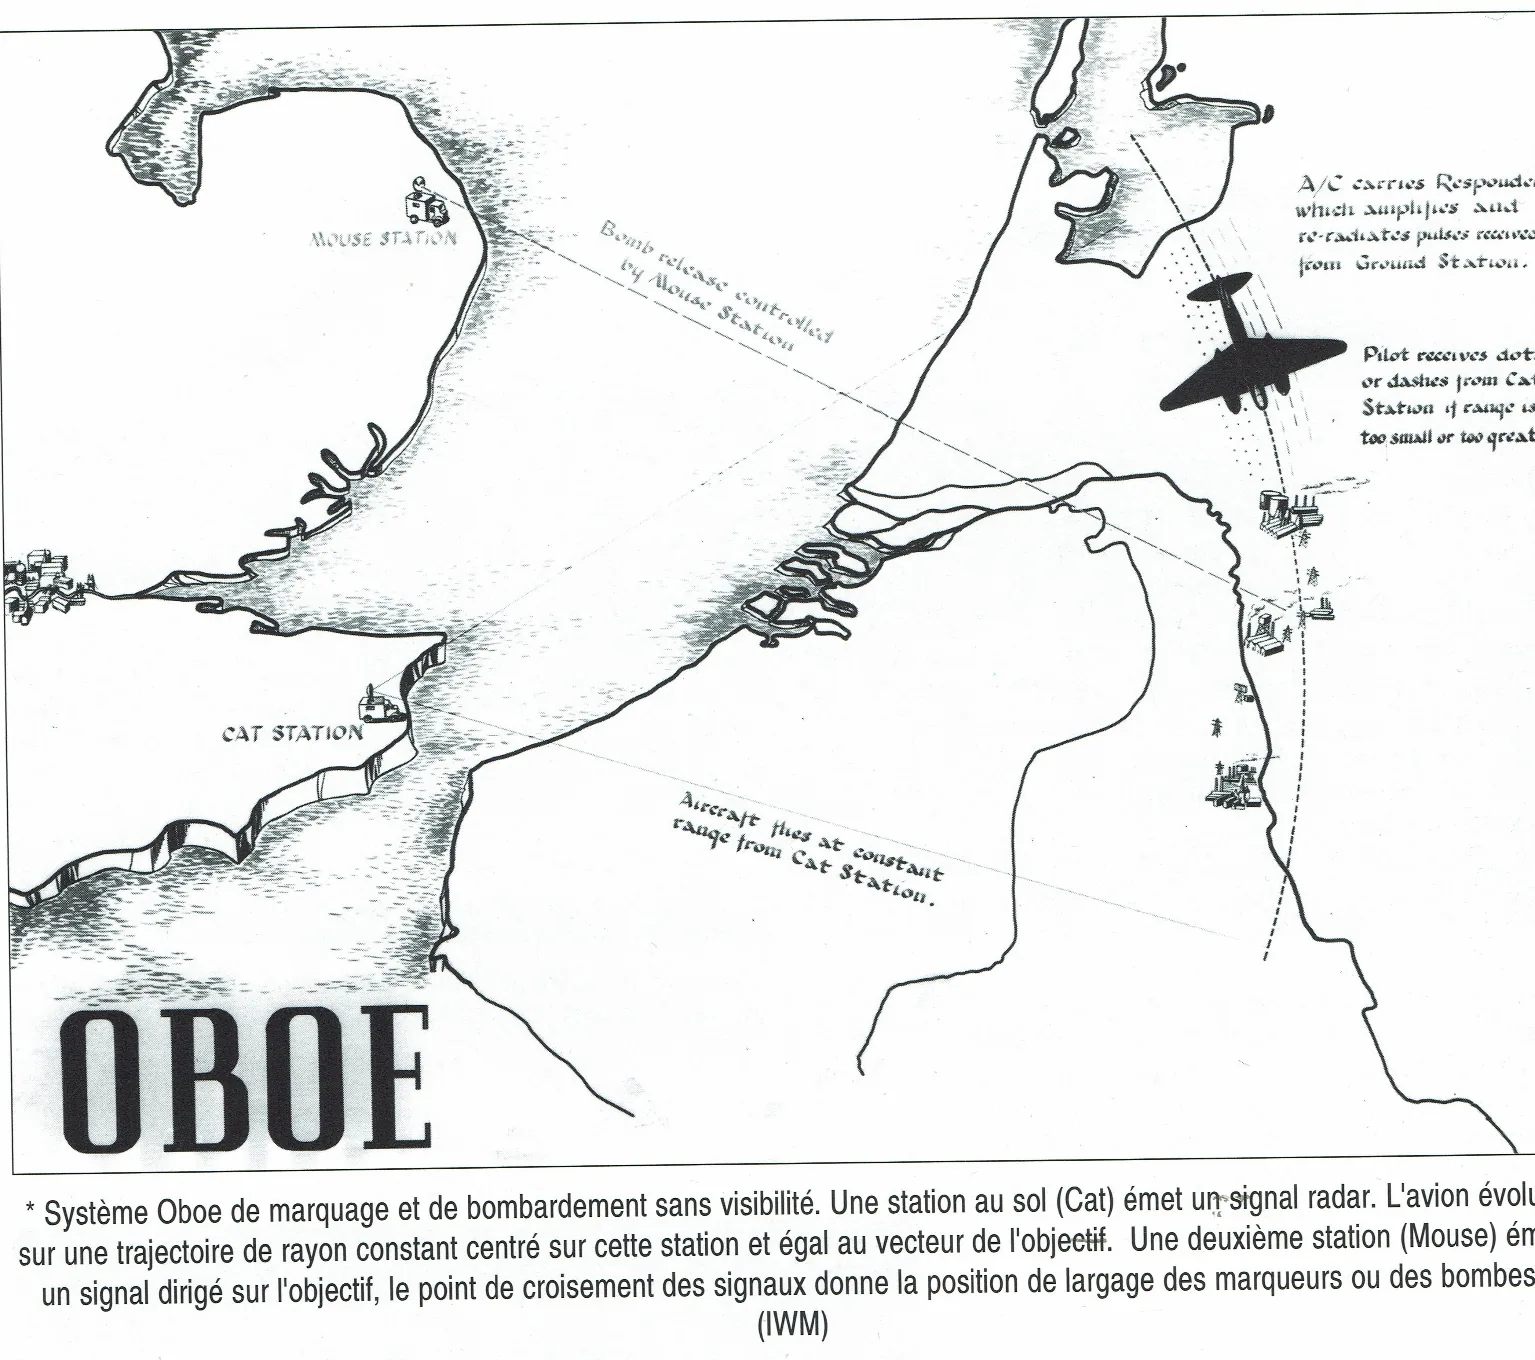 A/C carries Responde
which amplifies and
re-radiates pulses receive
from Ground Station.
MOUSE STATION
Bomb release controlled
by Mouse Station
Pilot receives dot
or dashes from Cat
Station if range is
too small or too great
CAT STATION
Aircraft flies at constant
range from Cat Station.
OBOE
* Système Oboe de marquage et de bombardement sans visibilité. Une station au sol (Cat) émet un signal radar. L'avion évolu
sur une trajectoire de rayon constant centré sur cette station et égal au vecteur de l'objectif. Une deuxième station (Mouse) ém
un signal dirigé sur l'objectif, le point de croisement des signaux donne la position de largage des marqueurs ou des bombes
(IWM)